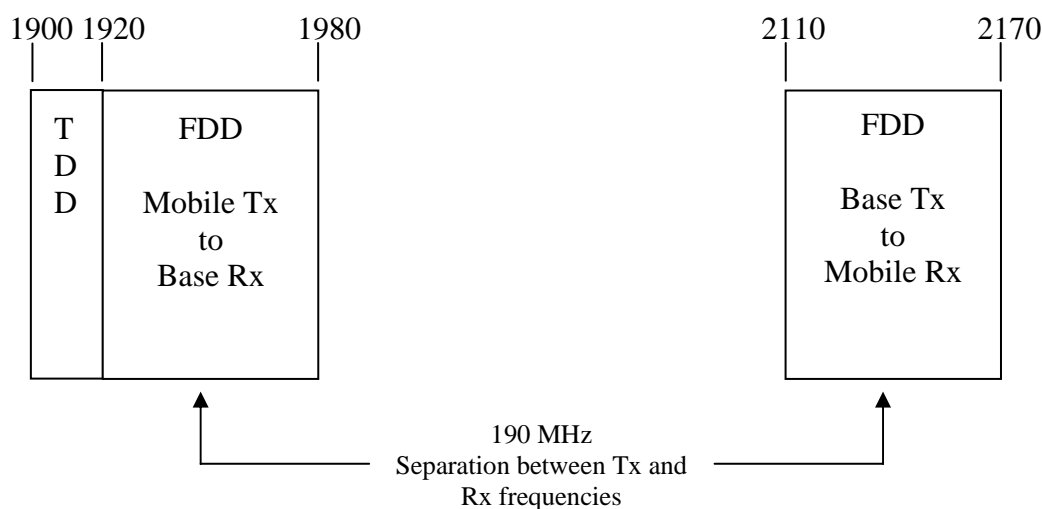 1900 1920 1980 2110 2170
T
D
D
FDD
Mobile Tx
to
Base Rx
FDD
Base Tx
to
Mobile Rx
190 MHz
Separation between Tx and
Rx frequencies